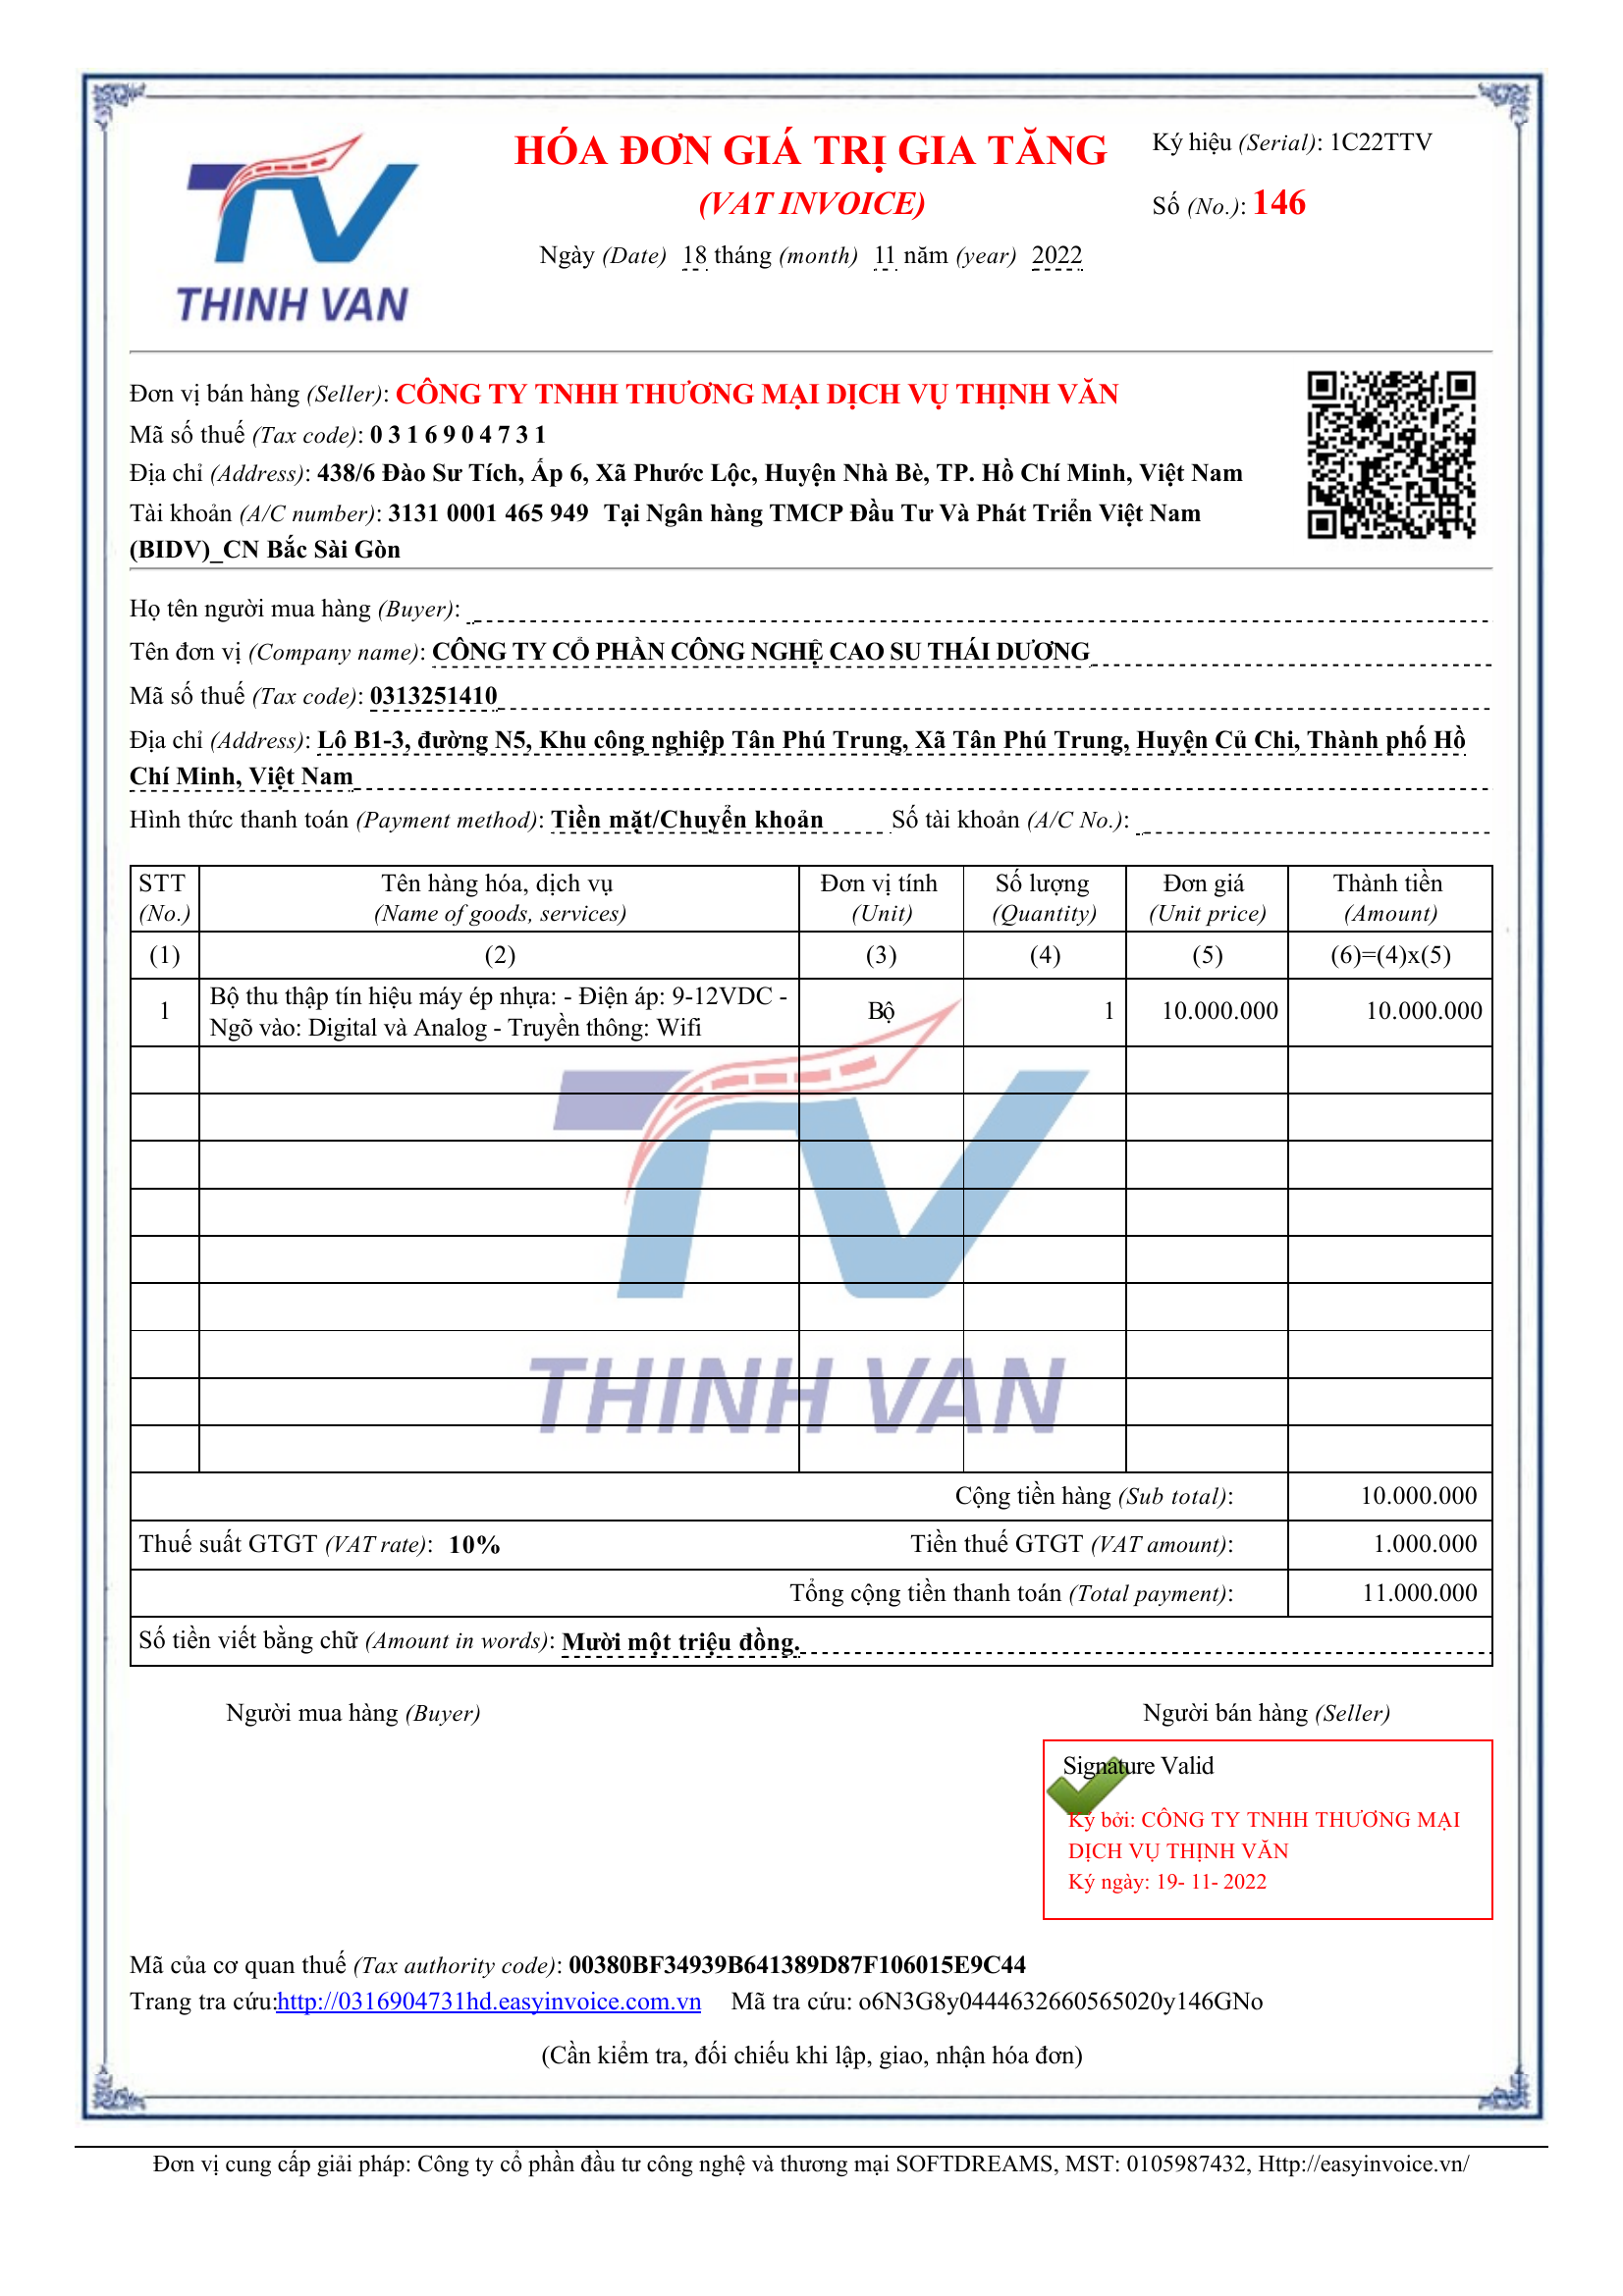 HÓA ĐƠN GIÁ TRỊ GIA TĂNG
(VAT INVOICE)
Ngày (Date) 18 tháng (month) 11 năm (year) 2022
Ký hiệu (Serial): 1C22TTV
Số (No.): 146
THINH VAN
Đơn vị bán hàng (Seller): CÔNG TY TNHH THƯƠNG MẠI DỊCH VỤ THỊNH VĂN
Mã số thuế (Tax code): 0 3 1 6 9 0 4 7 3 1
Địa chỉ (Address): 438/6 Đào Sư Tích, Ấp 6, Xã Phước Lộc, Huyện Nhà Bè, TP. Hồ Chí Minh, Việt Nam
Tài khoản (A/C number): 3131 0001 465 949 Tại Ngân hàng TMCP Đầu Tư Và Phát Triển Việt Nam
(BIDV)_CN Bắc Sài Gòn
Họ tên người mua hàng (Buyer):
Tên đơn vị (Company name): CÔNG TY CỔ PHẦN CÔNG NGHỆ CAO SU THÁI DƯƠNG
Mã số thuế (Tax code): 0313251410
Địa chỉ (Address): Lô B1-3, đường N5, Khu công nghiệp Tân Phú Trung, Xã Tân Phú Trung, Huyện Củ Chi, Thành phố Hồ
Chí Minh, Việt Nam
Hình thức thanh toán (Payment method): Tiền mặt/Chuyển khoản Số tài khoản (A/C No.):
STT Tên hàng hóa, dịch vụ Đơn vị tính Số lượng Đơn giá Thành tiền
(No.) (Name of goods, services) (Unit) (Quantity) (Unit price) (Amount)
(1) (2) (3) (4) (5) (6)=(4)x(5)
1 Bộ thu thập tín hiệu máy ép nhựa: - Điện áp: 9-12VDC - Bộ 1 10.000.000 10.000.000
Ngõ vào: Digital và Analog - Truyền thông: Wifi
THINH VAN
Cộng tiền hàng (Sub total): 10.000.000
Thuế suất GTGT (VAT rate): 10% Tiền thuế GTGT (VAT amount): 1.000.000
Tổng cộng tiền thanh toán (Total payment): 11.000.000
Số tiền viết bằng chữ (Amount in words): Mười một triệu đồng.
Người mua hàng (Buyer) Người bán hàng (Seller)
Signature Valid
Ký bởi: CÔNG TY TNHH THƯƠNG MẠI
DỊCH VỤ THỊNH VĂN
Ký ngày: 19- 11- 2022
Mã của cơ quan thuế (Tax authority code): 00380BF34939B641389D87F106015E9C44
Trang tra cứu:http://0316904731hd.easyinvoice.com.vn Mã tra cứu: o6N3G8y0444632660565020y146GNo
(Cần kiểm tra, đối chiếu khi lập, giao, nhận hóa đơn)
Đơn vị cung cấp giải pháp: Công ty cổ phần đầu tư công nghệ và thương mại SOFTDREAMS, MST: 0105987432, Http://easyinvoice.vn/